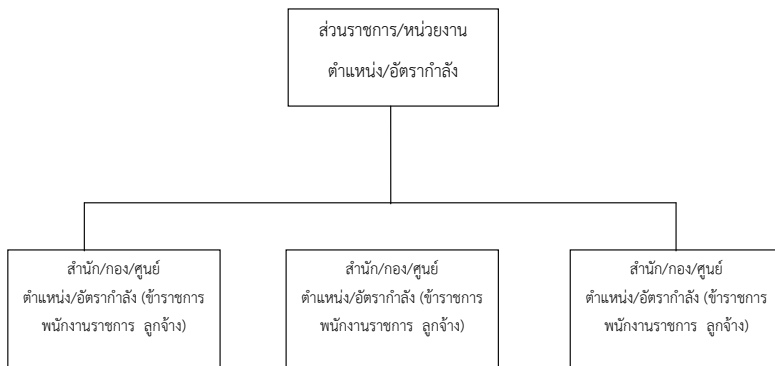 ส่วนราชการ/หน่วยงาน
ตำแหน่ง/อัตรากำลัง
สำนัก/กอง/ศูนย์
ตำแหน่ง/อัตรากำลัง (ข้าราชการ
พนักงานราชการ ลูกจ้าง)
สำนัก/กอง/ศูนย์
ตำแหน่ง/อัตรากำลัง (ข้าราชการ
พนักงานราชการ ลูกจ้าง)
สำนัก/กอง/ศูนย์
ตำแหน่ง/อัตรากำลัง (ข้าราชการ
พนักงานราชการ ลูกจ้าง)